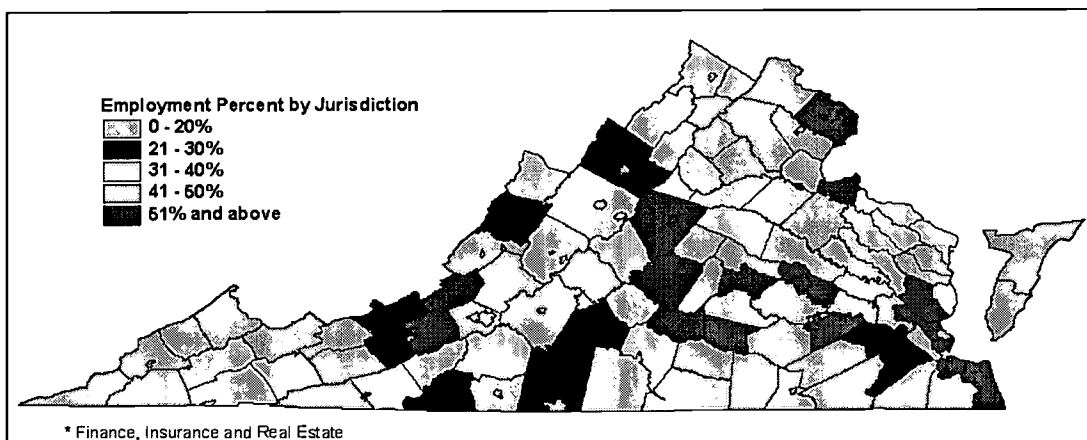 Employment Percent by Jurisdiction
0 - 20%
21 - 30%
31 - 40%
41 - 50%
51% and above
* Finance, Insurance and Real Estate